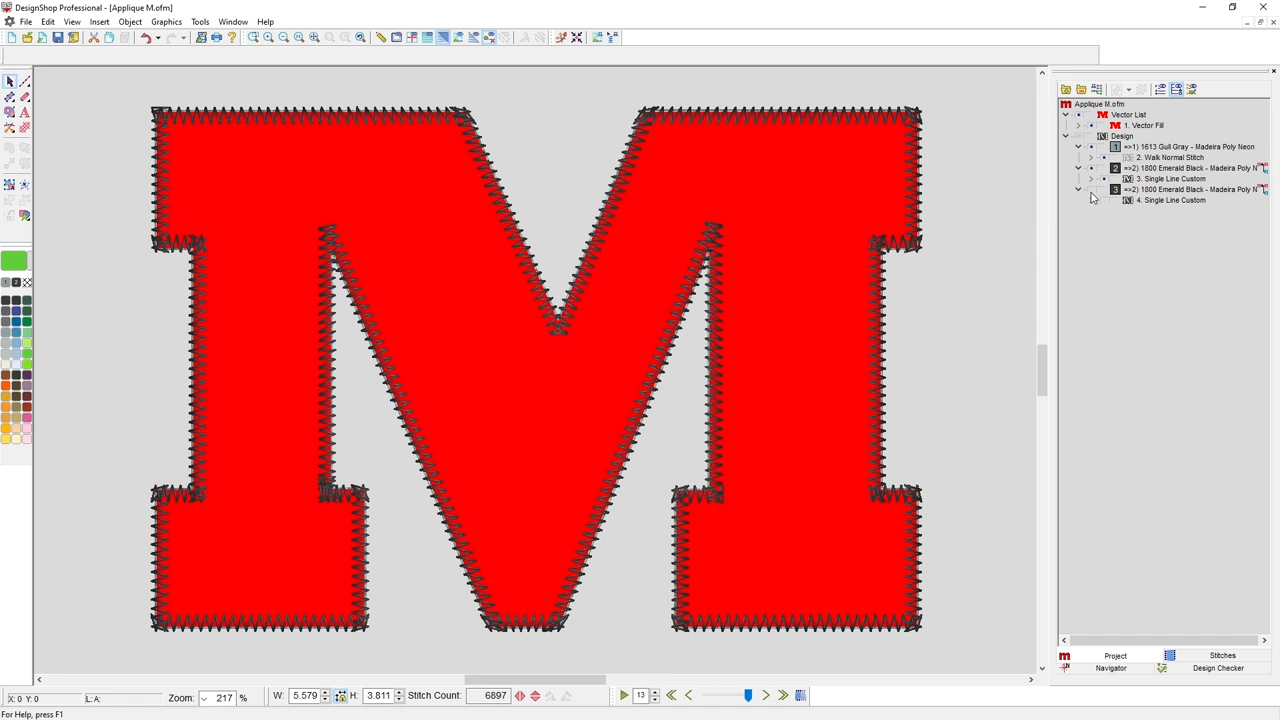 DesignShop Professional - [Applique M.ofm]
File Edit View Insert Object Graphics Tools Window Help
Applique M.ofm
Vector List
1. Vector Fill
Design
1 =>1) 1613 Gull Gray - Madeira Poly Neon
2. Walk Normal Stitch
2 =>2) 1800 Emerald Black - Madeira Poly N
3. Single Line Custom
3 =>2) 1800 Emerald Black - Madeira Poly N
4. Single Line Custom
M
Project Stitches
Navigator Design Checker
X: 0 Y: 0 L: A: Zoom: 217 % W: 5.579 H: 3.811 Stitch Count: 6897 13
For Help, press F1